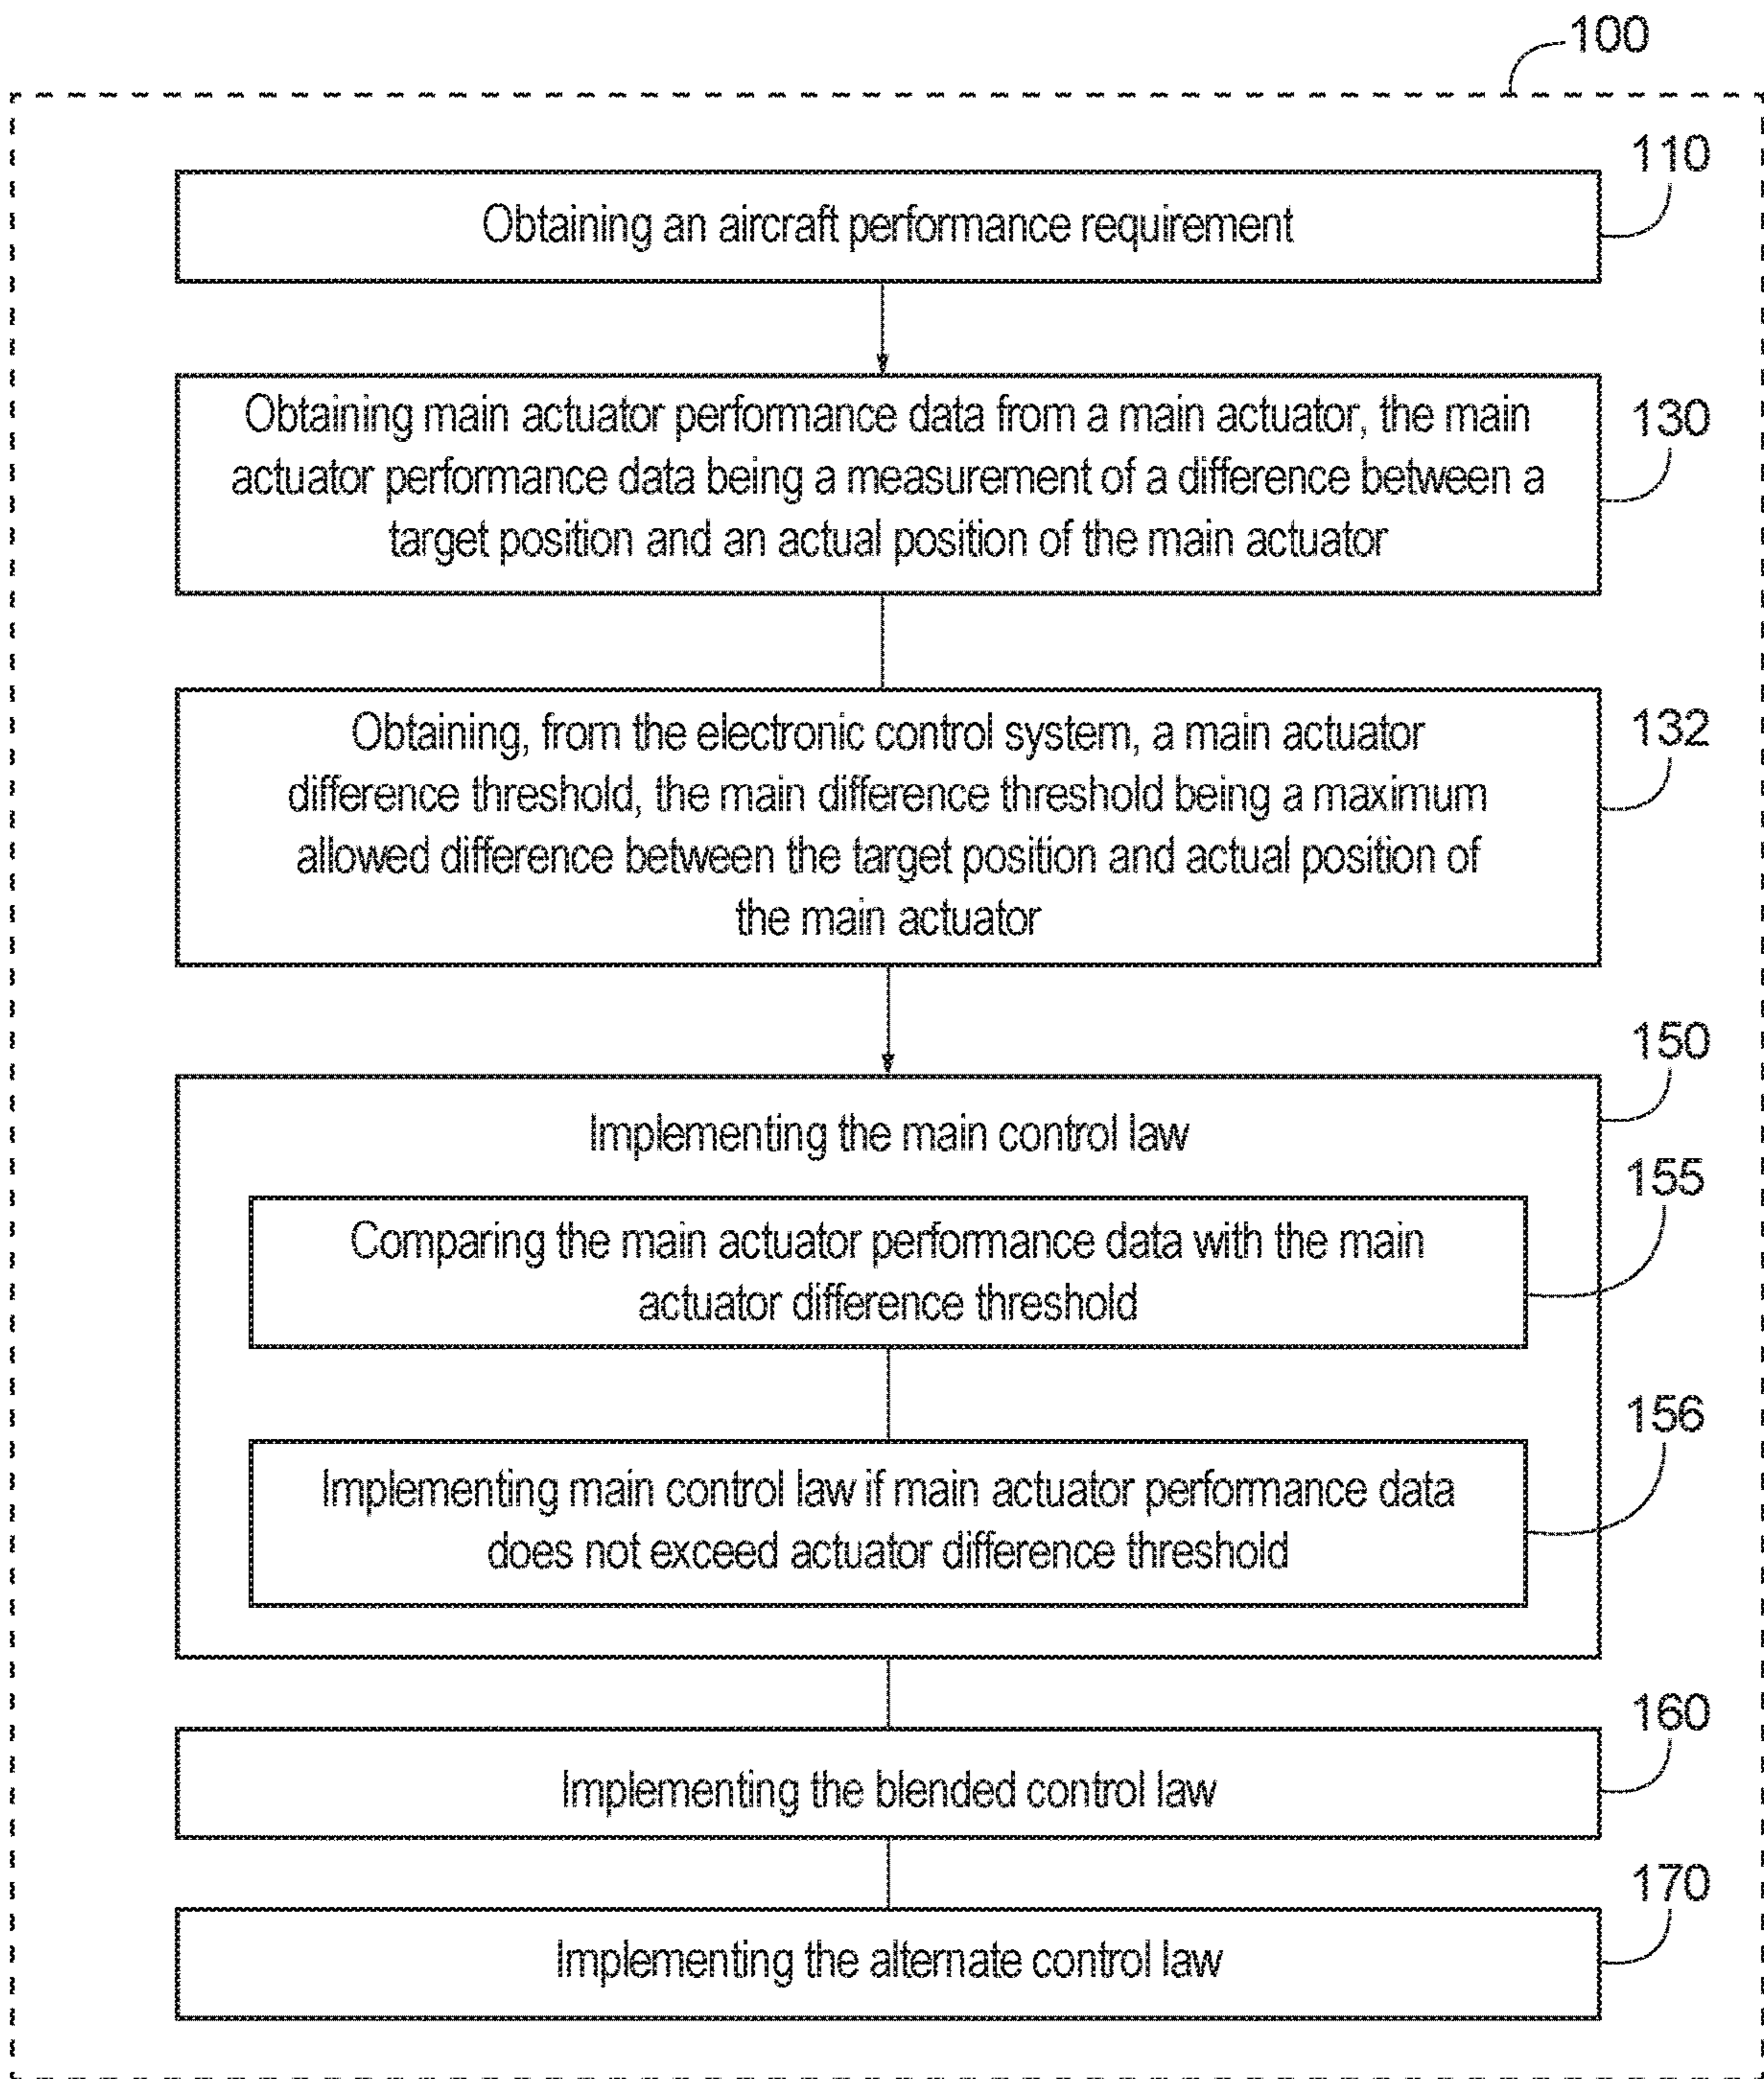 100
110
Obtaining an aircraft performance requirement
Obtaining main actuator performance data from a main actuator, the main
130
actuator performance data being a measurement of a difference between a
target position and an actual position of the main actuator
Obtaining, from the electronic control system, a main actuator
132
difference threshold, the main difference threshold being a maximum
allowed difference between the target position and actual position of
the main actuator
150
Implementing the main control law
155
Comparing the main actuator performance data with the main
actuator difference threshold
156
Implementing main control law if main actuator performance data
does not exceed actuator difference threshold
160
Implementing the blended control law
170
Implementing the alternate control law